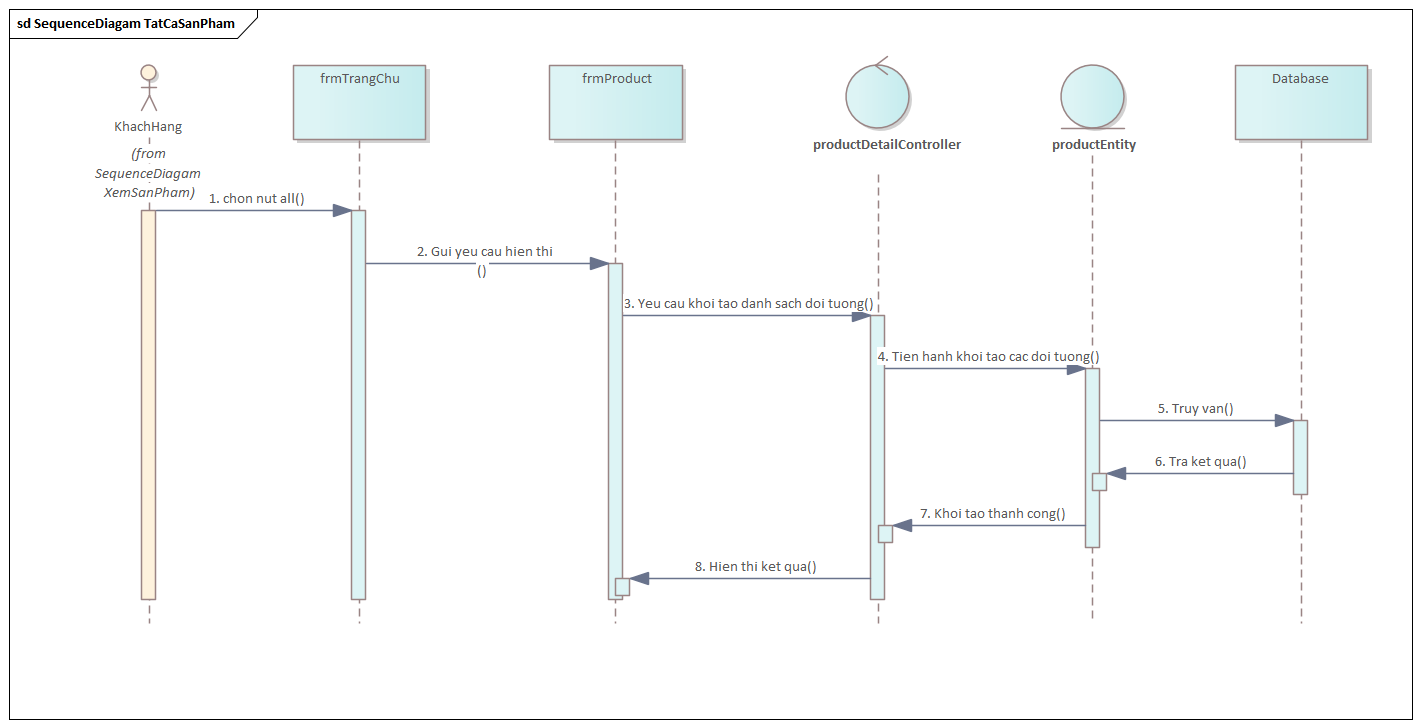 sd SequenceDiagam TatCaSanPham
frmTrangChu
frmProduct
Database
KhachHang
(from
SequenceDiagam
XemSanPham)
productDetailController
productEntity
1. chon nut all()
2. Gui yeu cau hien thi
()
3. Yeu cau khoi tao danh sach doi tuong()
4. Tien hanh khoi tao cac doi tuong()
5. Truy van()
6. Tra ket qua()
7. Khoi tao thanh cong()
8. Hien thi ket qua()